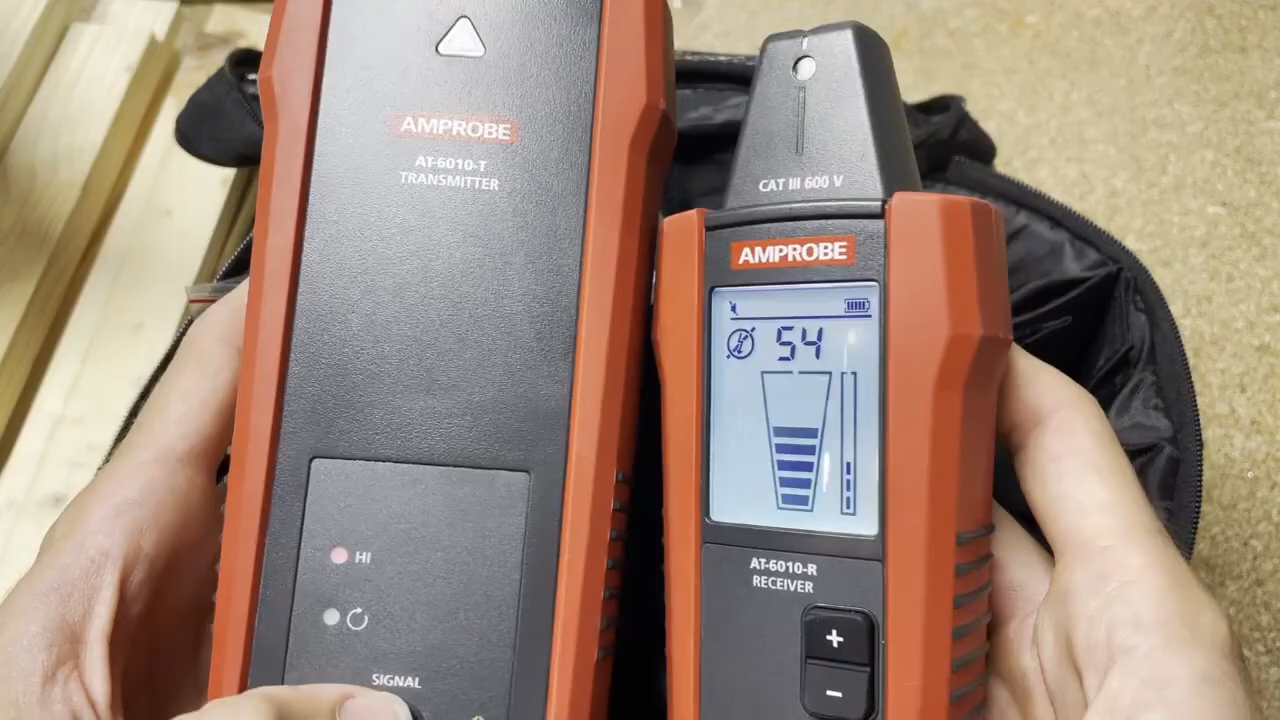 AMPROBE
AT-6010-T
TRANSMITTER
HI
SIGNAL
CAT III 600 V
AMPROBE
54
AT-6010-R
RECEIVER
+
-